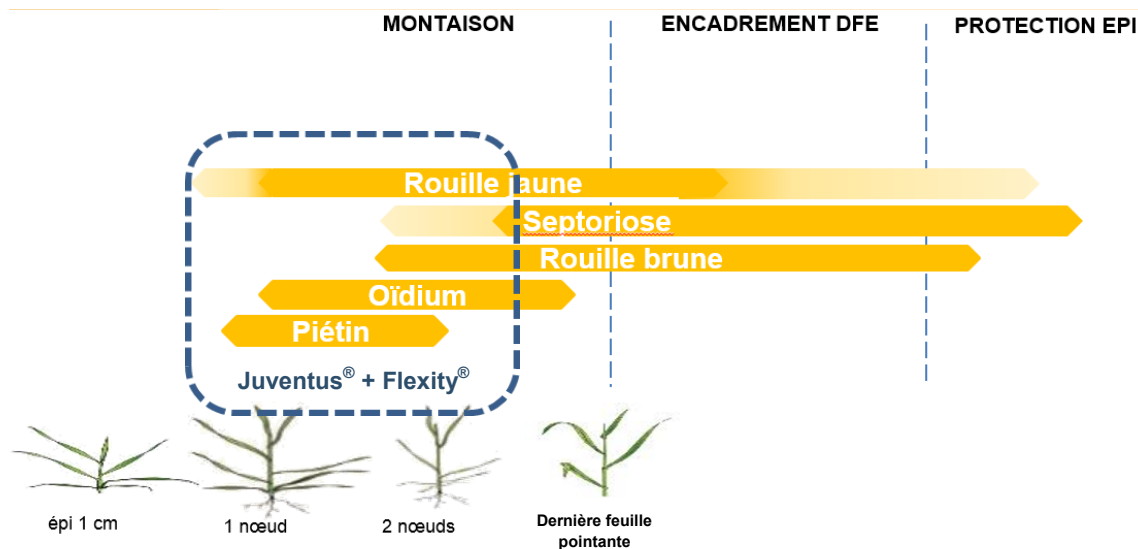 MONTAISON
ENCADREMENT DFE
PROTECTION EPI
Rouille jaune
Septoriose
Rouille brune
Oïdium
Piétin
Juventus® + Flexity®
épi 1 cm
1 nœud
2 nœuds
Dernière feuille
pointante